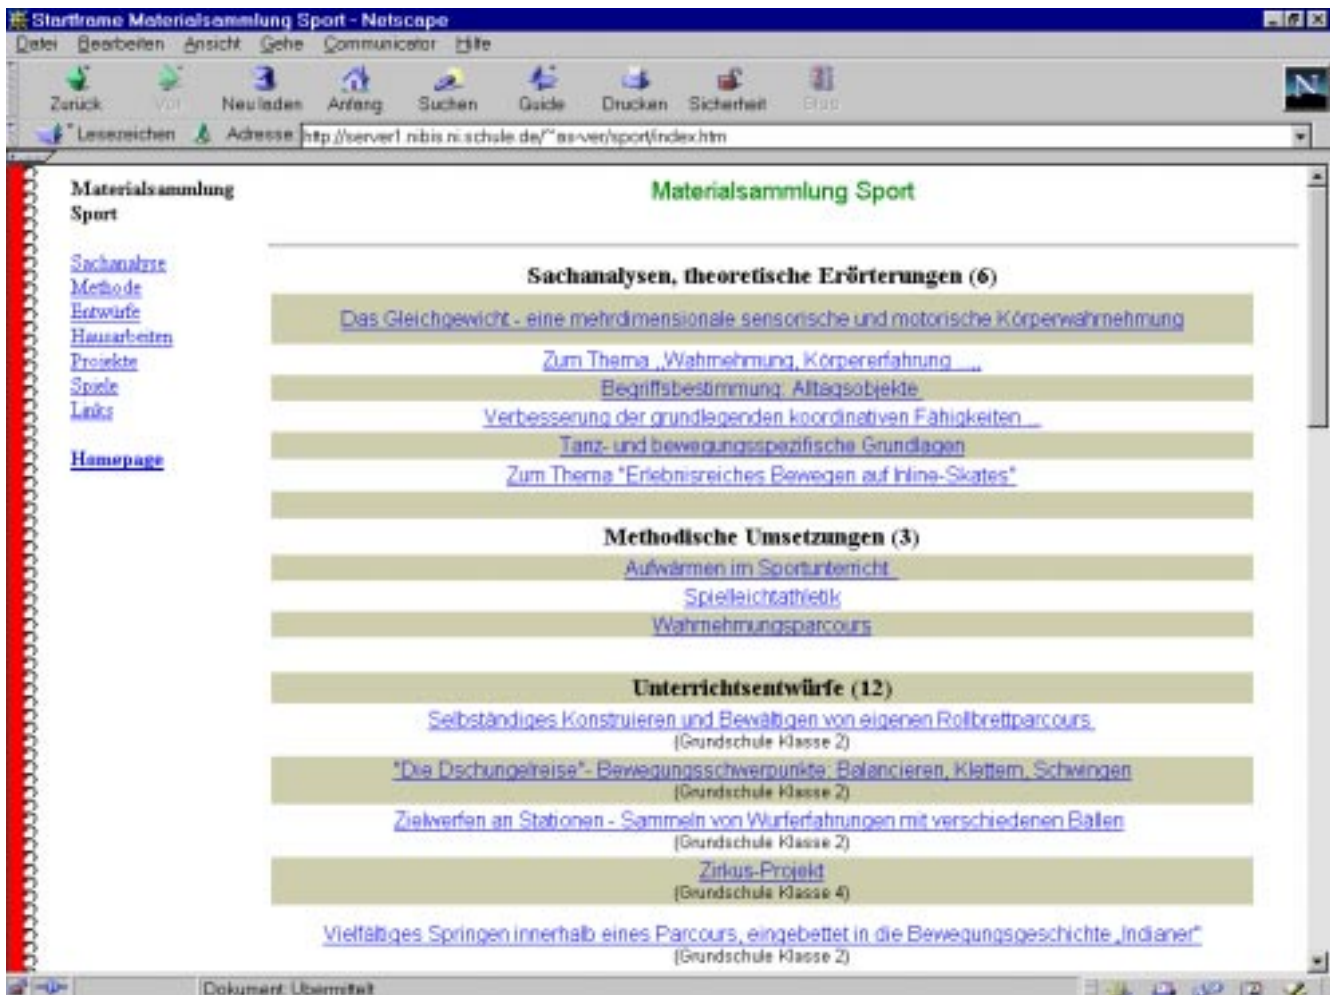 Startframe Materialsammlung Sport - Netscape
Datei Bearbeiten Ansicht Gehe Communicator Hilfe
Zurück Vor Neu laden Anfang Suchen Guide Drucken Sicherheit Stop
N
Lesezeichen Adresse http://server1.nibis.ni.schule.de/~as-ver/sport/index.htm
Materialsammlung
Sport
Sachanalyse
Methode
Entwürfe
Hausarbeiten
Projekte
Spiele
Links
Homepage
Materialsammlung Sport
Sachanalysen, theoretische Erörterungen (6)
Das Gleichgewicht - eine mehrdimensionale sensorische und motorische Körperwahrnehmung
Zum Thema „Wahrnehmung, Körpererfahrung ...„
Begriffsbestimmung: Alltagsobjekte
Verbesserung der grundlegenden koordinativen Fähigkeiten ...
Tanz- und bewegungsspezifische Grundlagen
Zum Thema "Erlebnisreiches Bewegen auf Inline-Skates"
Methodische Umsetzungen (3)
Aufwärmen im Sportunterricht
Spielleichtathletik
Wahrnehmungsparcours
Unterrichtsentwürfe (12)
Selbständiges Konstruieren und Bewältigen von eigenen Rollbrettparcours
(Grundschule Klasse 2)
"Die Dschungelreise"- Bewegungsschwerpunkte: Balancieren, Klettern, Schwingen
(Grundschule Klasse 2)
Zielwerfen an Stationen - Sammeln von Wurferfahrungen mit verschiedenen Bällen
(Grundschule Klasse 2)
Zirkus-Projekt
(Grundschule Klasse 4)
Vielfältiges Springen innerhalb eines Parcours, eingebettet in die Bewegungsgeschichte „Indianer"
(Grundschule Klasse 2)
Dokument: Übermittelt